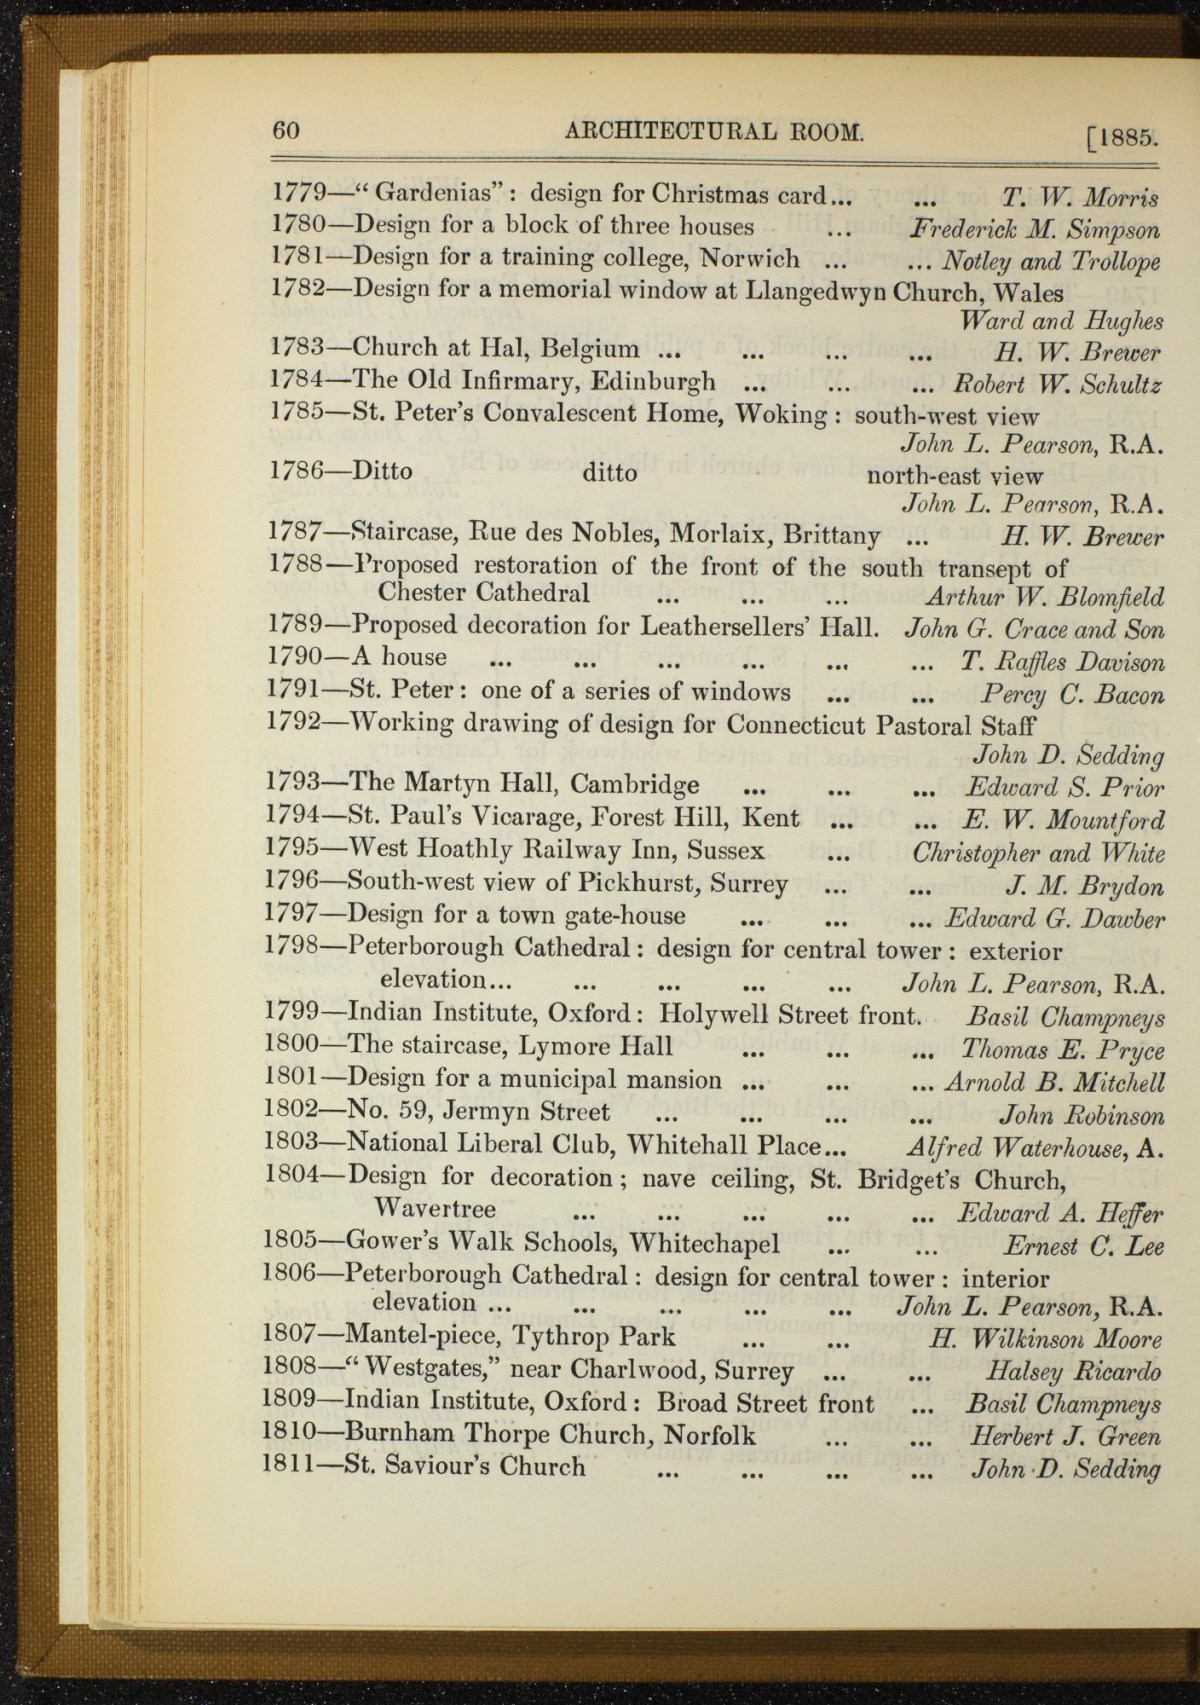 60 ARCHITECTURAL ROOM. [1885.
1779—“Gardenias”: design for Christmas card... ... T. W. Morris
1780—Design for a block of three houses ... Frederick M. Simpson
1781—Design for a training college, Norwich ... ... Notley and Trollope
1782—Design for a memorial window at Llangedwyn Church, Wales
Ward and Hughes
1783—Church at Hal, Belgium ... ... ... ... H. W. Brewer
1784—The Old Infirmary, Edinburgh ... ... ... Robert W. Schultz
1785—St. Peter's Convalescent Home, Woking: south-west view
John L. Pearson, R.A.
1786—Ditto ditto north-east view
John L. Pearson, R.A.
1787—Staircase, Rue des Nobles, Morlaix, Brittany ... H. W. Brewer
1788—Proposed restoration of the front of the south transept of
Chester Cathedral ... ... ... Arthur W. Blomfield
1789—Proposed decoration for Leathersellers' Hall. John G. Crace and Son
1790—A house ... ... ... ... ... ... T. Raffles Davison
1791—St. Peter: one of a series of windows ... ... Percy C. Bacon
1792—Working drawing of design for Connecticut Pastoral Staff
John D. Sedding
1793—The Martyn Hall, Cambridge ... ... ... Edward S. Prior
1794—St. Paul's Vicarage, Forest Hill, Kent ... ... E. W. Mountford
1795—West Hoathly Railway Inn, Sussex ... Christopher and White
1796—South-west view of Pickhurst, Surrey ... ... J. M. Brydon
1797—Design for a town gate-house ... ... ... Edward G. Dawber
1798—Peterborough Cathedral: design for central tower: exterior
elevation... ... ... ... ... John L. Pearson, R.A.
1799—Indian Institute, Oxford: Holywell Street front. Basil Champneys
1800—The staircase, Lymore Hall ... ... ... Thomas E. Pryce
1801—Design for a municipal mansion ... ... ... Arnold B. Mitchell
1802—No. 59, Jermyn Street ... ... ... ... John Robinson
1803—National Liberal Club, Whitehall Place... Alfred Waterhouse, A.
1804—Design for decoration; nave ceiling, St. Bridget's Church,
Wavertree ... ... ... ... ... Edward A. Heffer
1805—Gower's Walk Schools, Whitechapel ... ... Ernest C. Lee
1806—Peterborough Cathedral: design for central tower: interior
elevation ... ... ... ... ... John L. Pearson, R.A.
1807—Mantel-piece, Tythrop Park ... ... H. Wilkinson Moore
1808—“Westgates,” near Charlwood, Surrey ... ... Halsey Ricardo
1809—Indian Institute, Oxford: Broad Street front ... Basil Champneys
1810—Burnham Thorpe Church, Norfolk ... ... Herbert J. Green
1811—St. Saviour's Church ... ... ... ... John D. Sedding